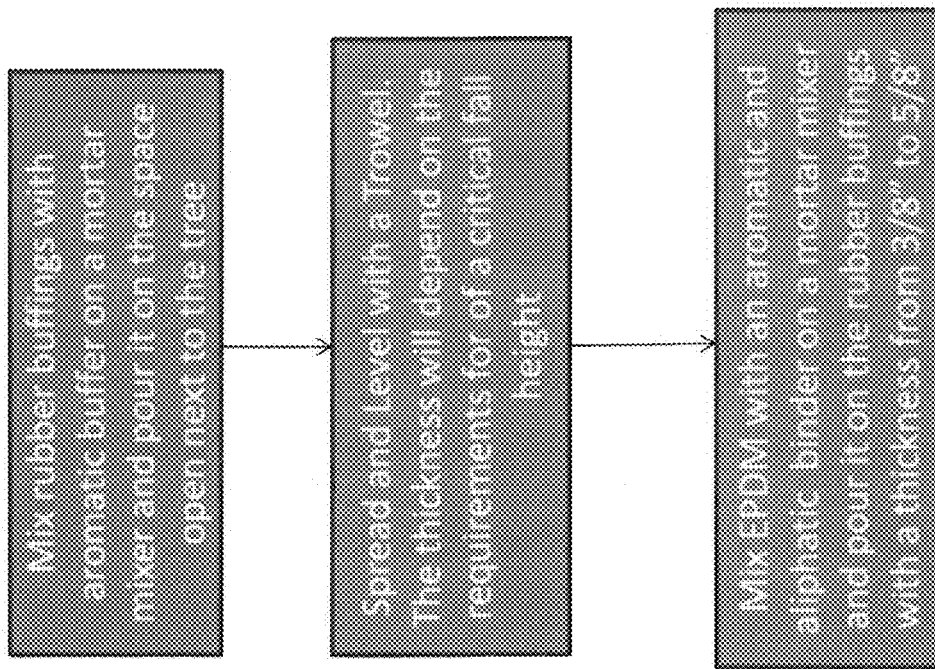 Mix rubber buffings with
aromatic buffer on a mortar
mixer and pour it on the space
open next to the tree
Spread and Level with a Trowel.
The thickness will depend on the
requirements for of a critical fall
height
Mix EPDM with an aromatic and
aliphatic binder on a mortar mixer
and pour it on the rubber buffings
with a thickness from 3/8" to 5/8"